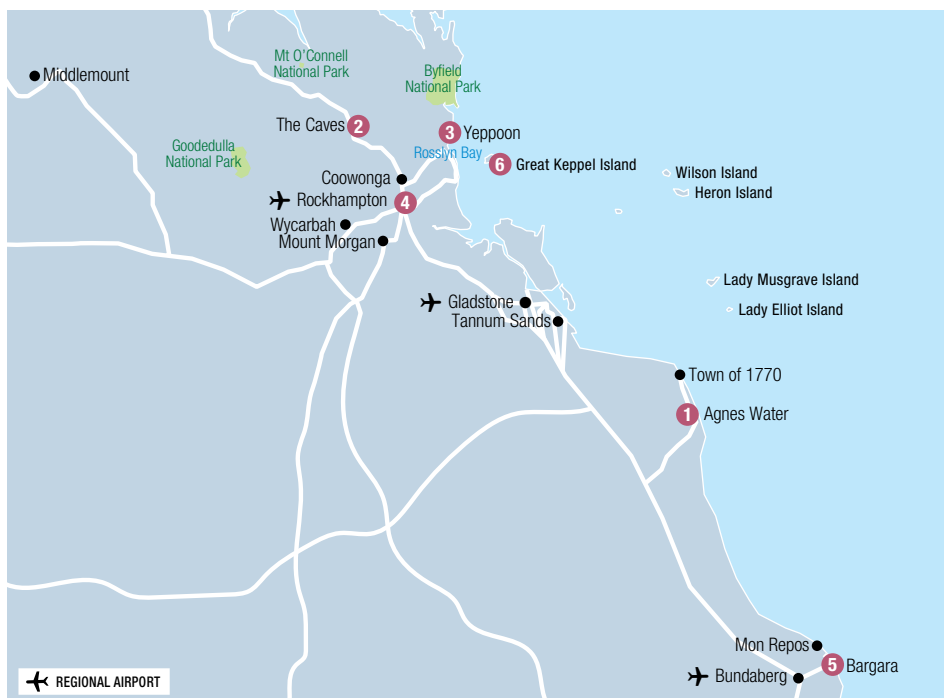 Mt O'Connell
National Park
Byfield
National Park
Middlemount
The Caves
2
3
Yeppoon
Rosslyn Bay
Goodedulla
National Park
6
Great Keppel Island
Wilson Island
Heron Island
Coowonga
Rockhampton
4
Wycarbah
Mount Morgan
Lady Musgrave Island
Gladstone
Lady Elliot Island
Tannum Sands
Town of 1770
1
Agnes Water
Mon Repos
5
Bargara
Bundaberg
REGIONAL AIRPORT